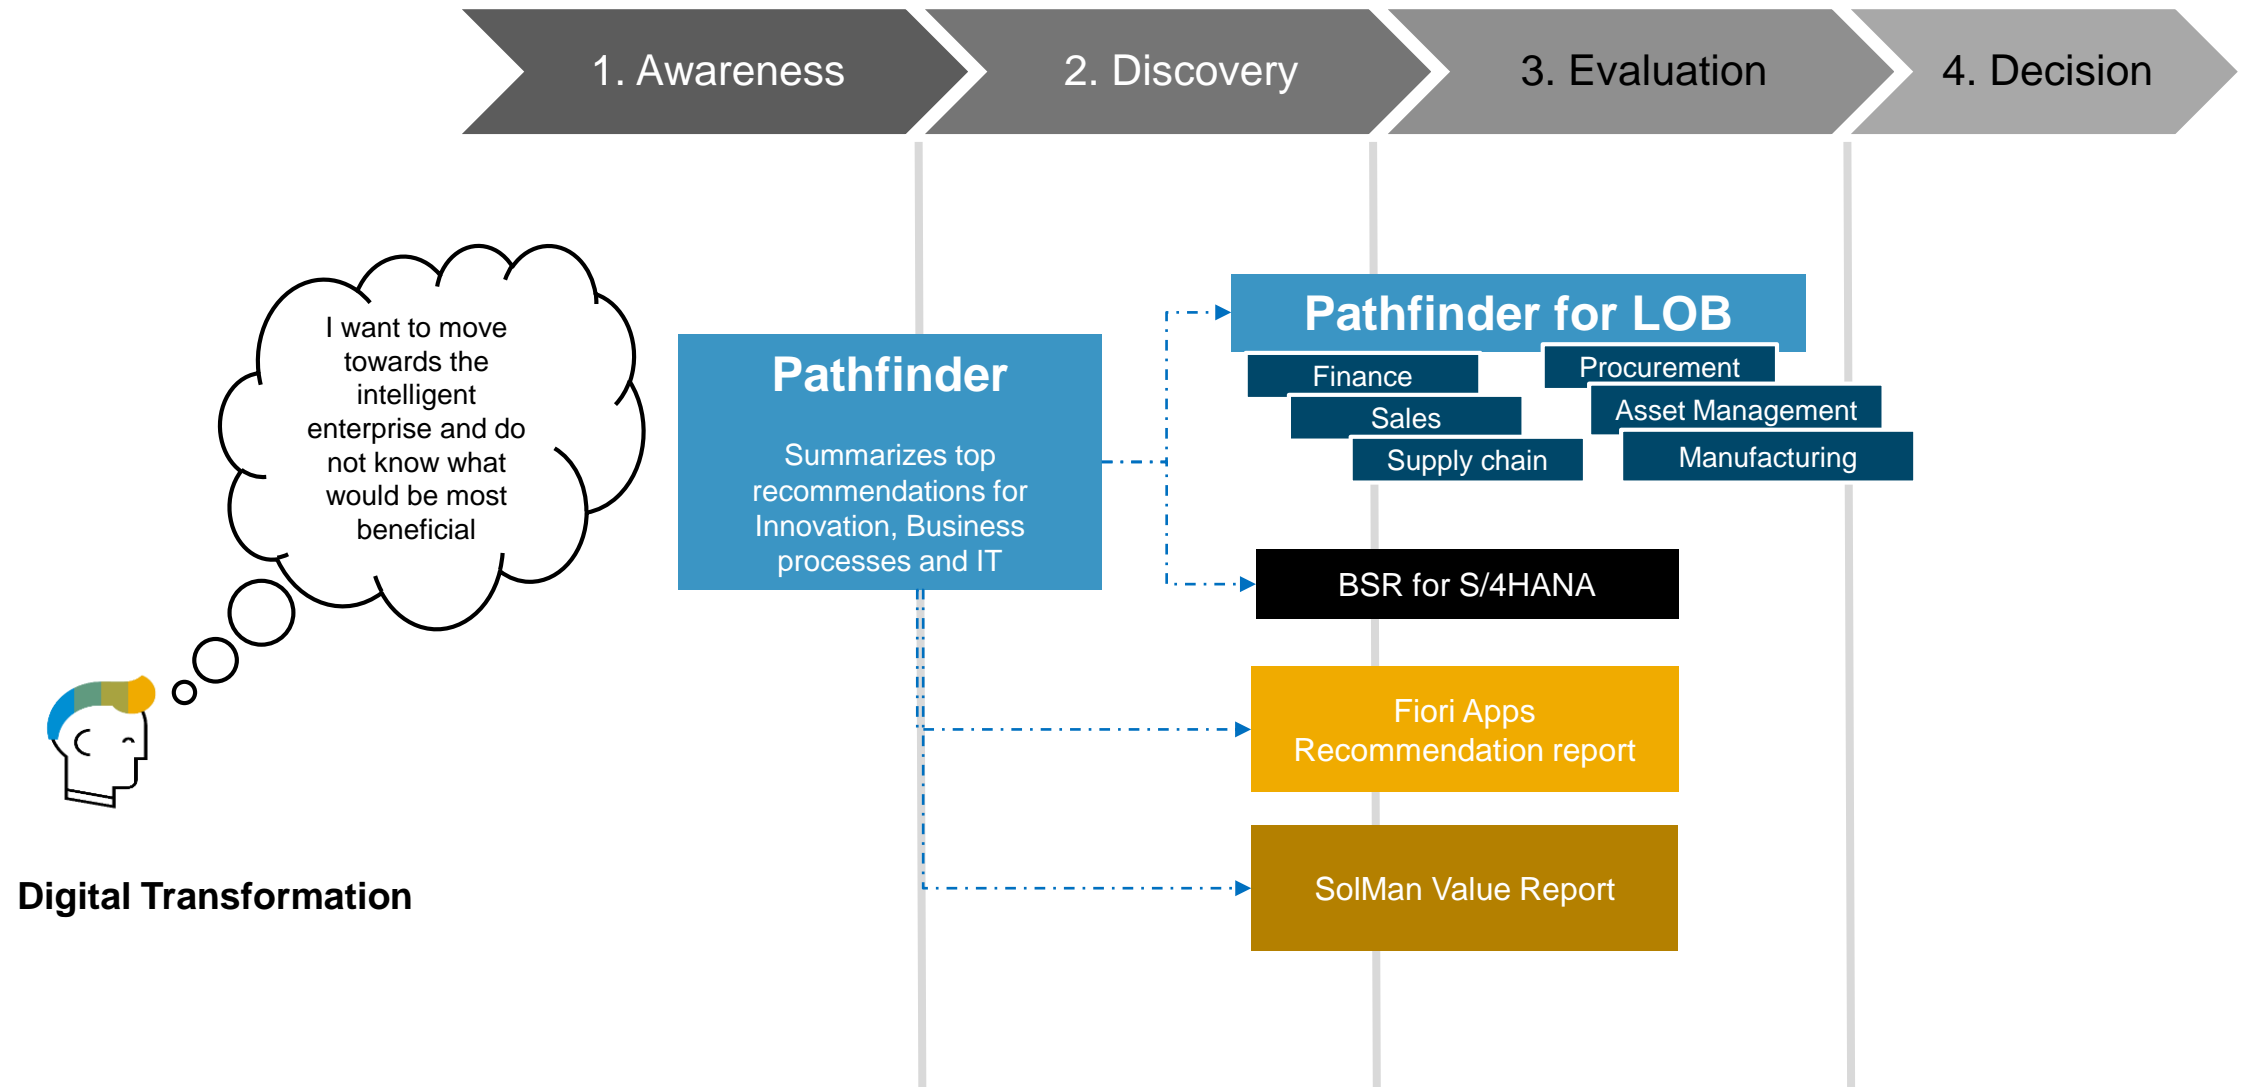 1. Awareness
2. Discovery
3. Evaluation
4. Decision
I want to move
towards the
intelligent
enterprise and do
not know what
would be most
beneficial
Digital Transformation
Pathfinder
Summarizes top
recommendations for
Innovation, Business
processes and IT
Pathfinder for LOB
Finance
Sales
Supply chain
Procurement
Asset Management
Manufacturing
BSR for S/4HANA
Fiori Apps
Recommendation report
SolMan Value Report